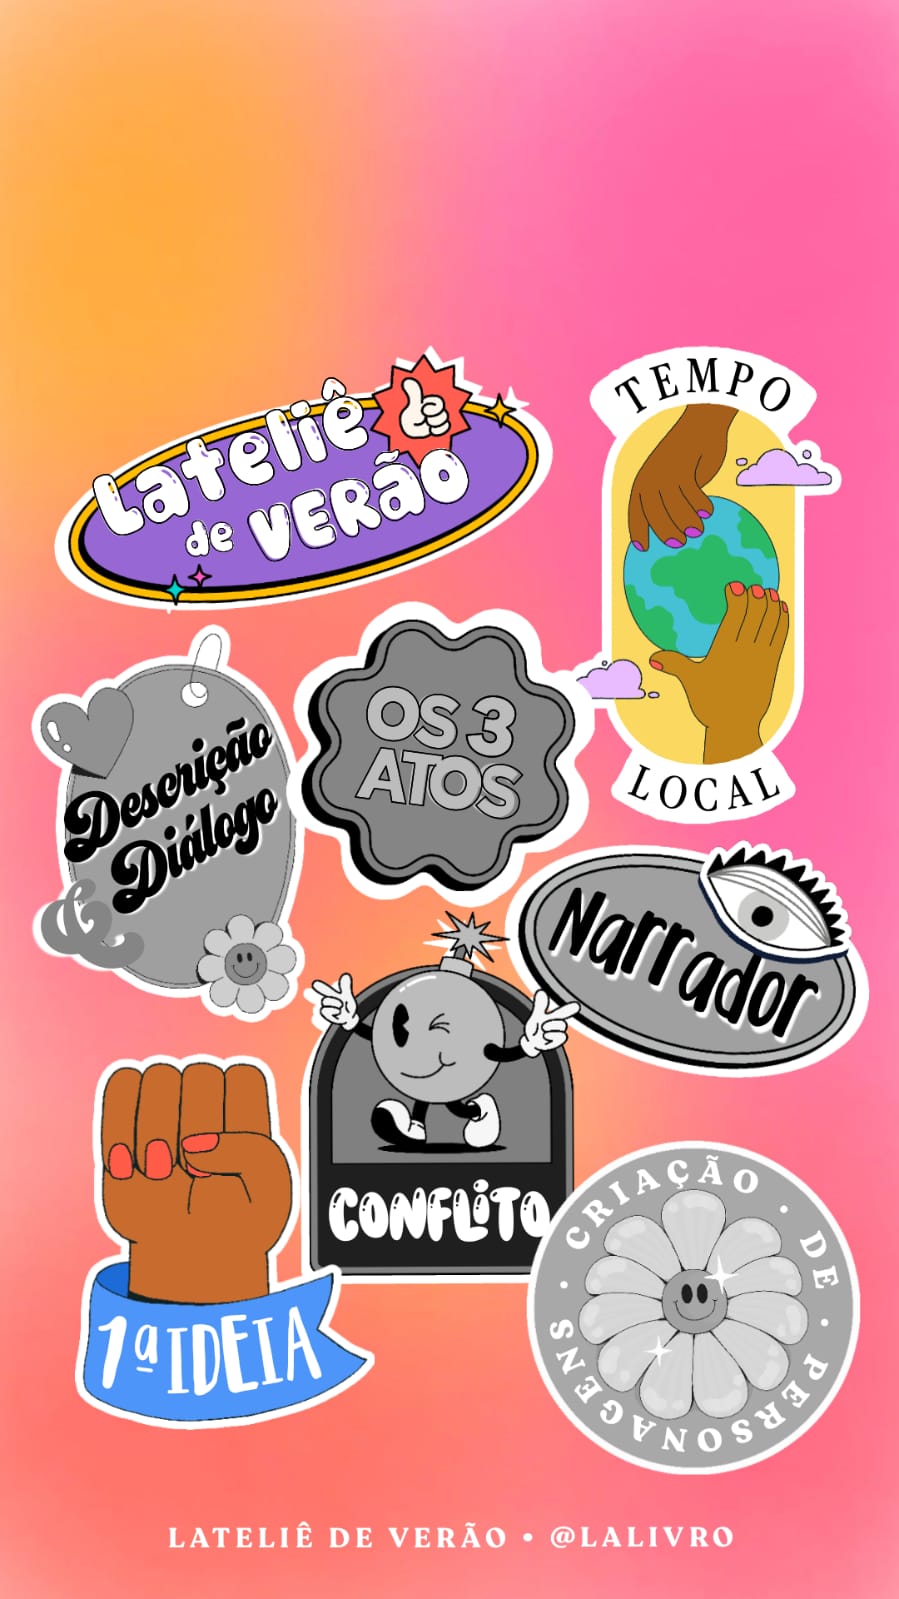 Lateliê
de VERÃO
TEMPO
LOCAL
Descrição
&
Diálogo
OS 3
ATOS
Narrador
CONFLITO
1ª IDEIA
CRIAÇÃO · DE · PERSONAGENS ·
LATELIÊ DE VERÃO • @LALIVRO